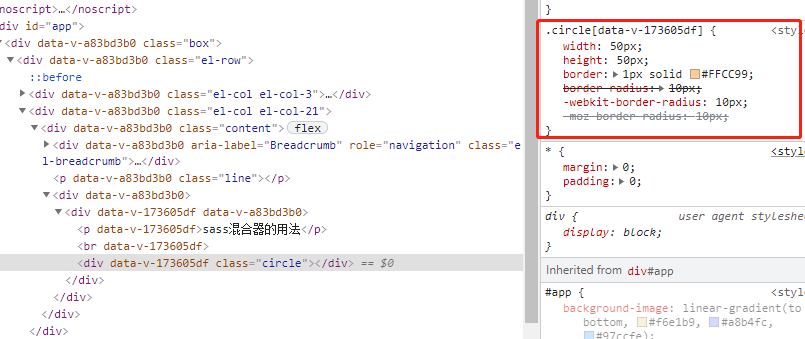 noscript>…</noscript>
div id="app">
<div data-v-a83bd3b0 class="box">
<div data-v-a83bd3b0 class="el-row">
::before
<div data-v-a83bd3b0 class="el-col el-col-3">…</div>
<div data-v-a83bd3b0 class="el-col el-col-21">
<div data-v-a83bd3b0 class="content"> flex
<div data-v-a83bd3b0 aria-label="Breadcrumb" role="navigation" class="e
l-breadcrumb">…</div>
<p data-v-a83bd3b0 class="line"></p>
<div data-v-a83bd3b0>
<div data-v-173605df data-v-a83bd3b0>
<p data-v-173605df>sass混合器的用法</p>
<br data-v-173605df>
<div data-v-173605df class="circle"></div> == $0
</div>
</div>
</div>
</div>
}
.circle[data-v-173605df] { <styl
width: 50px;
height: 50px;
border: 1px solid #FFCC99;
border-radius: 10px;
-webkit-border-radius: 10px;
-moz-border-radius: 10px;
}
* { <style
margin: 0;
padding: 0;
}
div { user agent styleshe
display: block;
}
Inherited from div#app
#app { <style
background-image: linear-gradient(to
bottom, #f6e1b9, #a8b4fc,
#97ccfe);